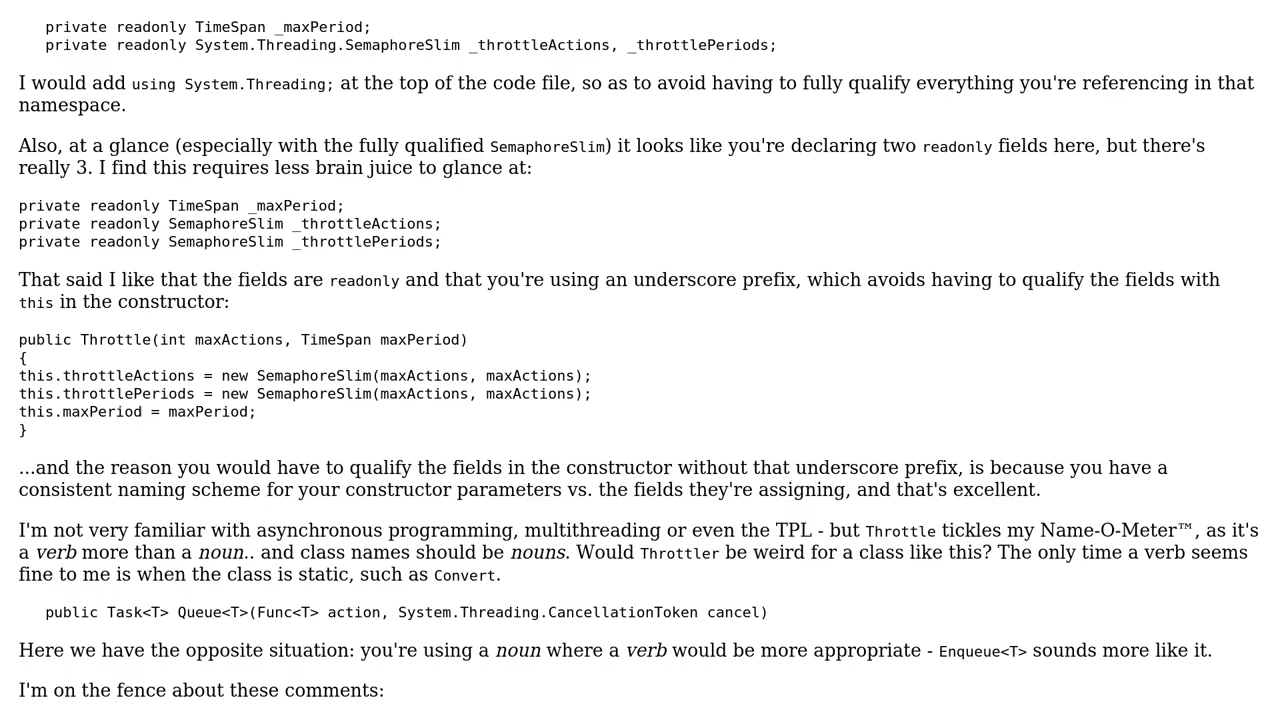 private readonly TimeSpan _maxPeriod;
private readonly System.Threading.SemaphoreSlim _throttleActions, _throttlePeriods;
I would add using System.Threading; at the top of the code file, so as to avoid having to fully qualify everything you're referencing in that
namespace.
Also, at a glance (especially with the fully qualified SemaphoreSlim) it looks like you're declaring two readonly fields here, but there's
really 3. I find this requires less brain juice to glance at:
private readonly TimeSpan _maxPeriod;
private readonly SemaphoreSlim _throttleActions;
private readonly SemaphoreSlim _throttlePeriods;
That said I like that the fields are readonly and that you're using an underscore prefix, which avoids having to qualify the fields with
this in the constructor:
public Throttle(int maxActions, TimeSpan maxPeriod)
{
this.throttleActions = new SemaphoreSlim(maxActions, maxActions);
this.throttlePeriods = new SemaphoreSlim(maxActions, maxActions);
this.maxPeriod = maxPeriod;
}
...and the reason you would have to qualify the fields in the constructor without that underscore prefix, is because you have a
consistent naming scheme for your constructor parameters vs. the fields they're assigning, and that's excellent.
I'm not very familiar with asynchronous programming, multithreading or even the TPL - but Throttle tickles my Name-O-Meter™, as it's
a verb more than a noun.. and class names should be nouns. Would Throttler be weird for a class like this? The only time a verb seems
fine to me is when the class is static, such as Convert.
public Task<T> Queue<T>(Func<T> action, System.Threading.CancellationToken cancel)
Here we have the opposite situation: you're using a noun where a verb would be more appropriate - Enqueue<T> sounds more like it.
I'm on the fence about these comments: